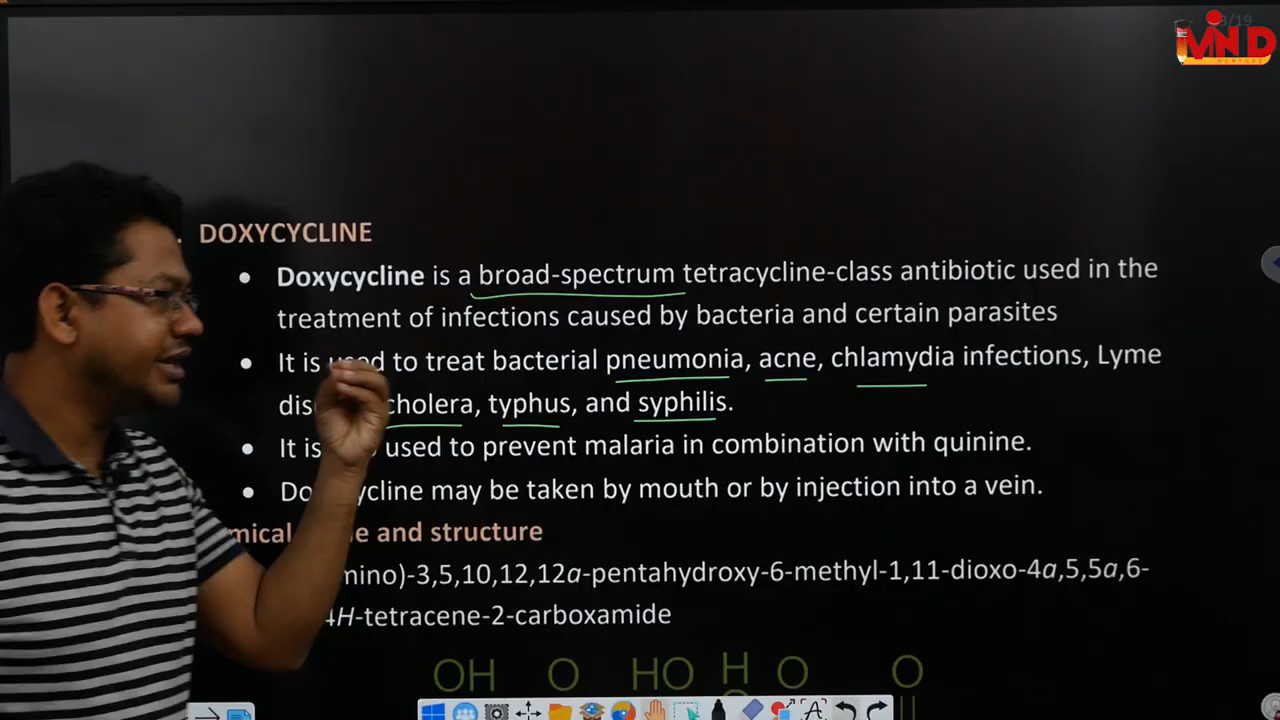 /19
MIND
NURTURE
DOXYCYCLINE
• Doxycycline is a broad-spectrum tetracycline-class antibiotic used in the
treatment of infections caused by bacteria and certain parasites
• It is used to treat bacterial pneumonia, acne, chlamydia infections, Lyme
cholera, typhus, and syphilis.
• It is used to prevent malaria in combination with quinine.
• Doxycycline may be taken by mouth or by injection into a vein.
and structure
mino)-3,5,10,12,12a-pentahydroxy-6-methyl-1,11-dioxo-4a,5,5a,6-
4H-tetracene-2-carboxamide
OH O HO H O O